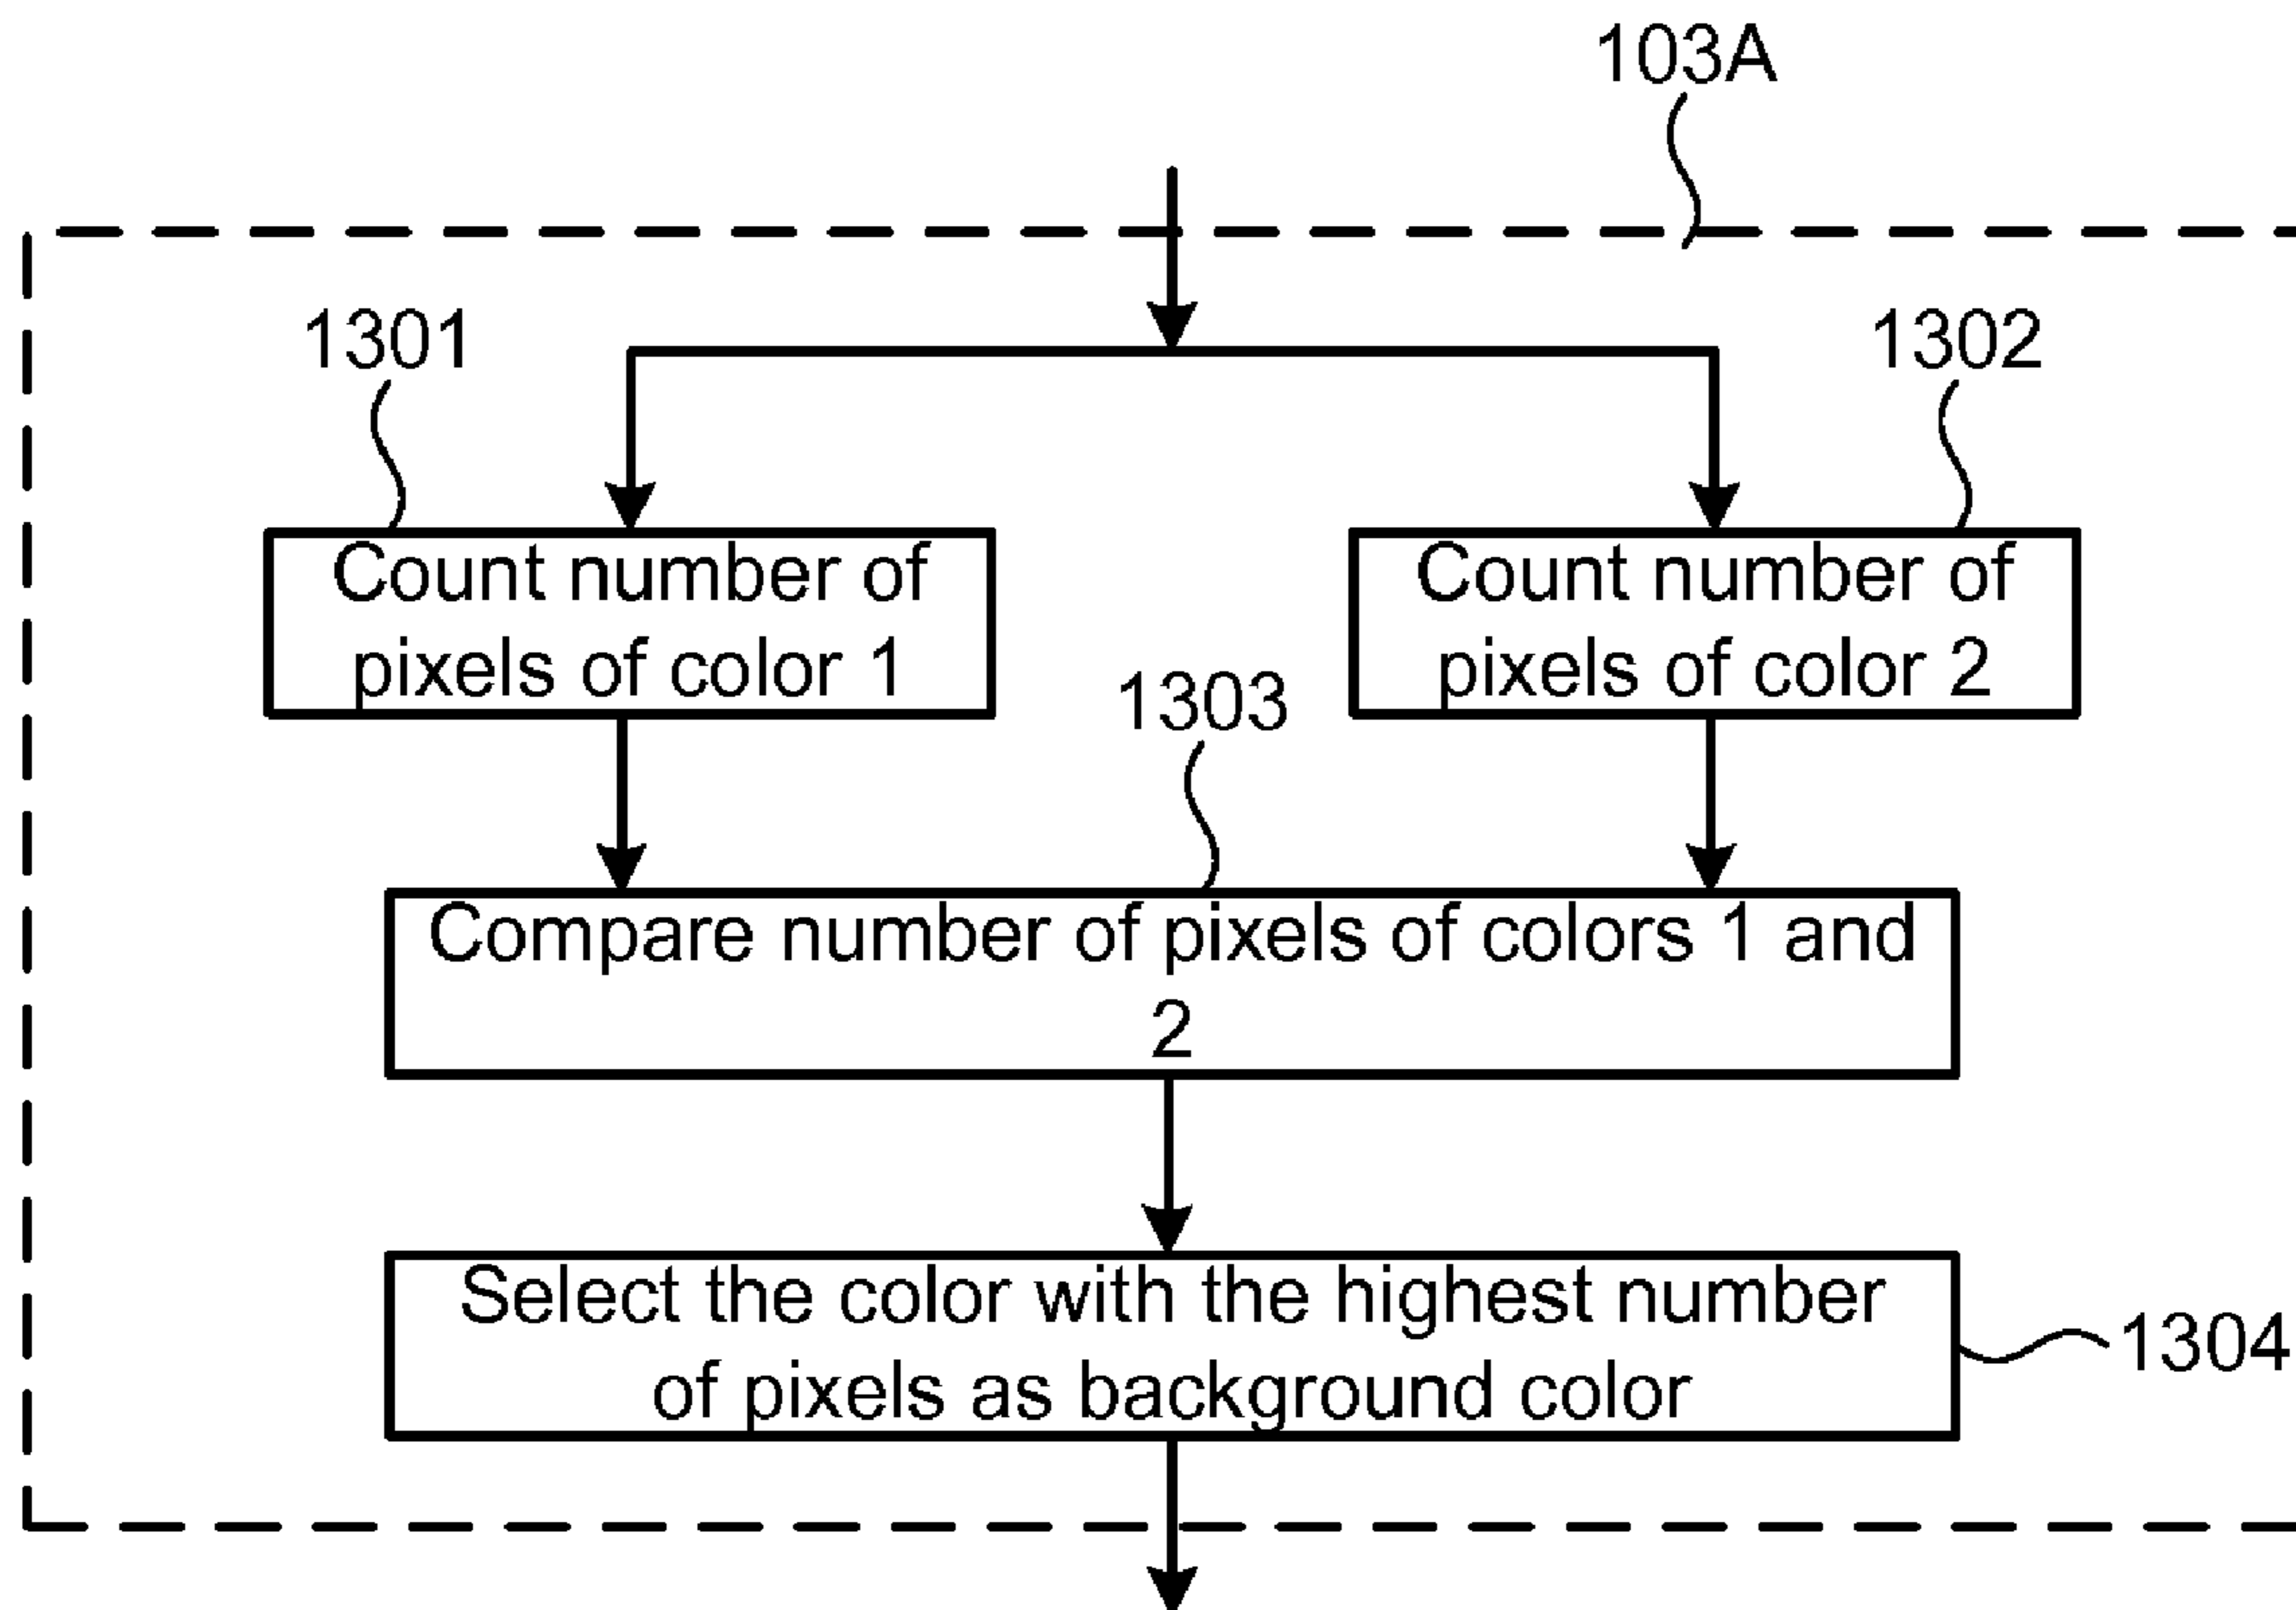 103A
1301
1302
Count number of
pixels of color 1
Count number of
pixels of color 2
1303
Compare number of pixels of colors 1 and
2
Select the color with the highest number
of pixels as background color
1304